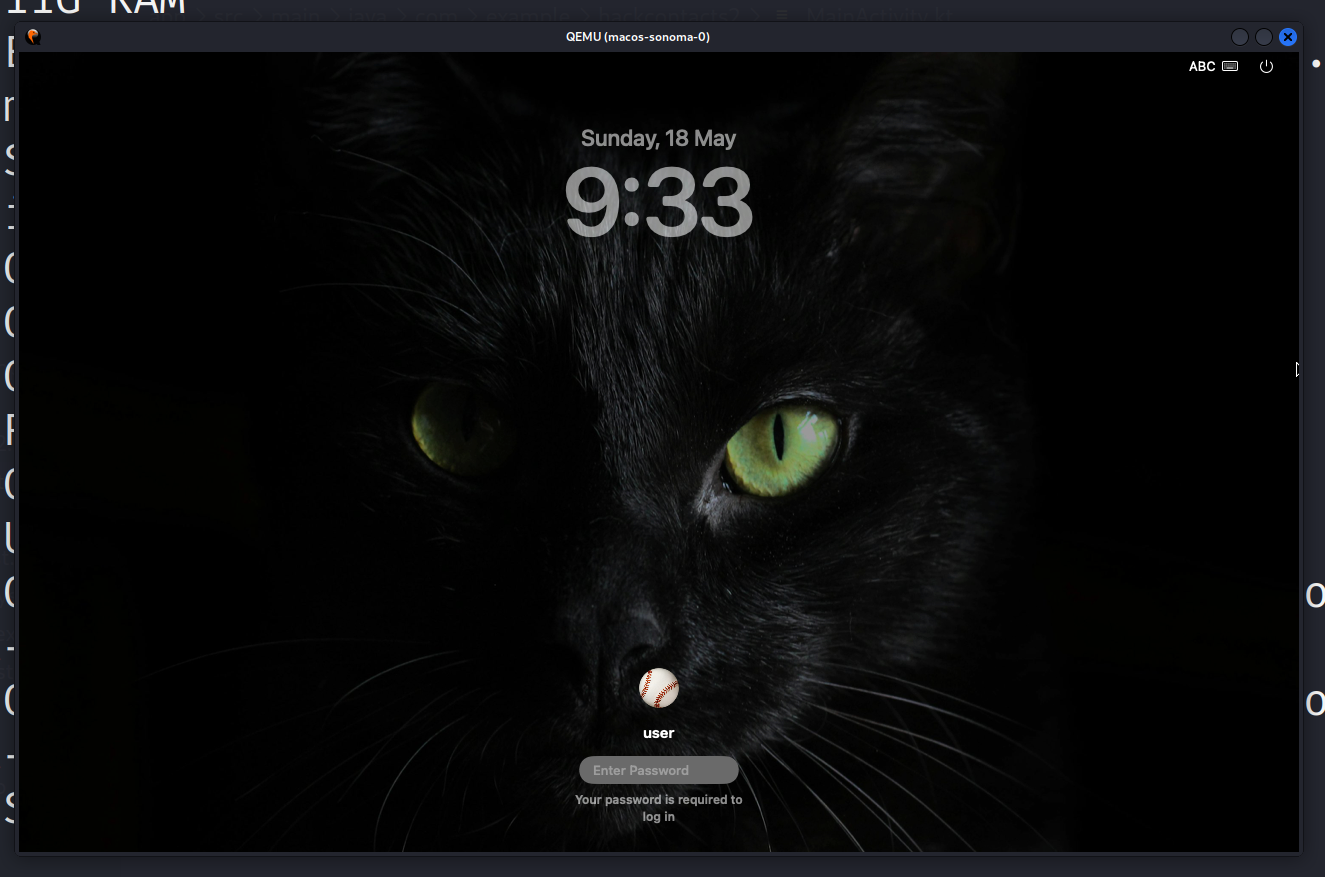 11G RAM
QEMU (macos-sonoma-0)
ABC
Sunday, 18 May
9:33
user
Enter Password
Your password is required to
log in